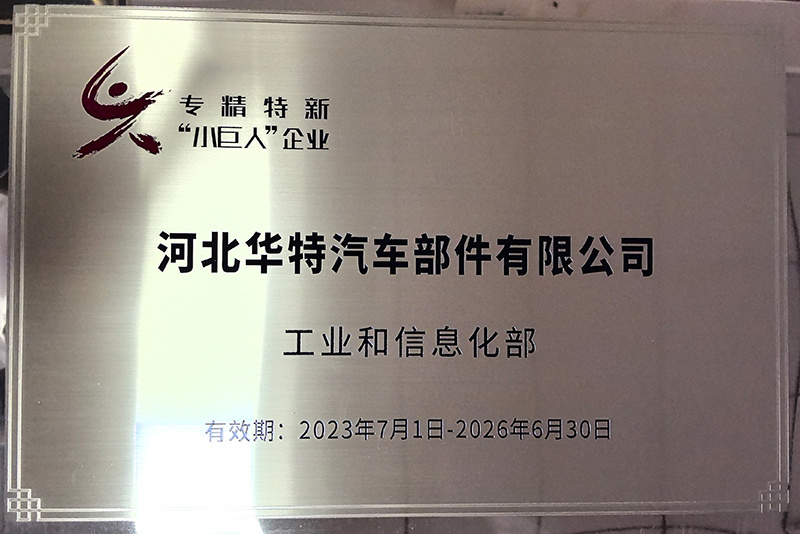 专精特新
“小巨人”企业
河北华特汽车部件有限公司
工业和信息化部
有效期：2023年7月1日-2026年6月30日